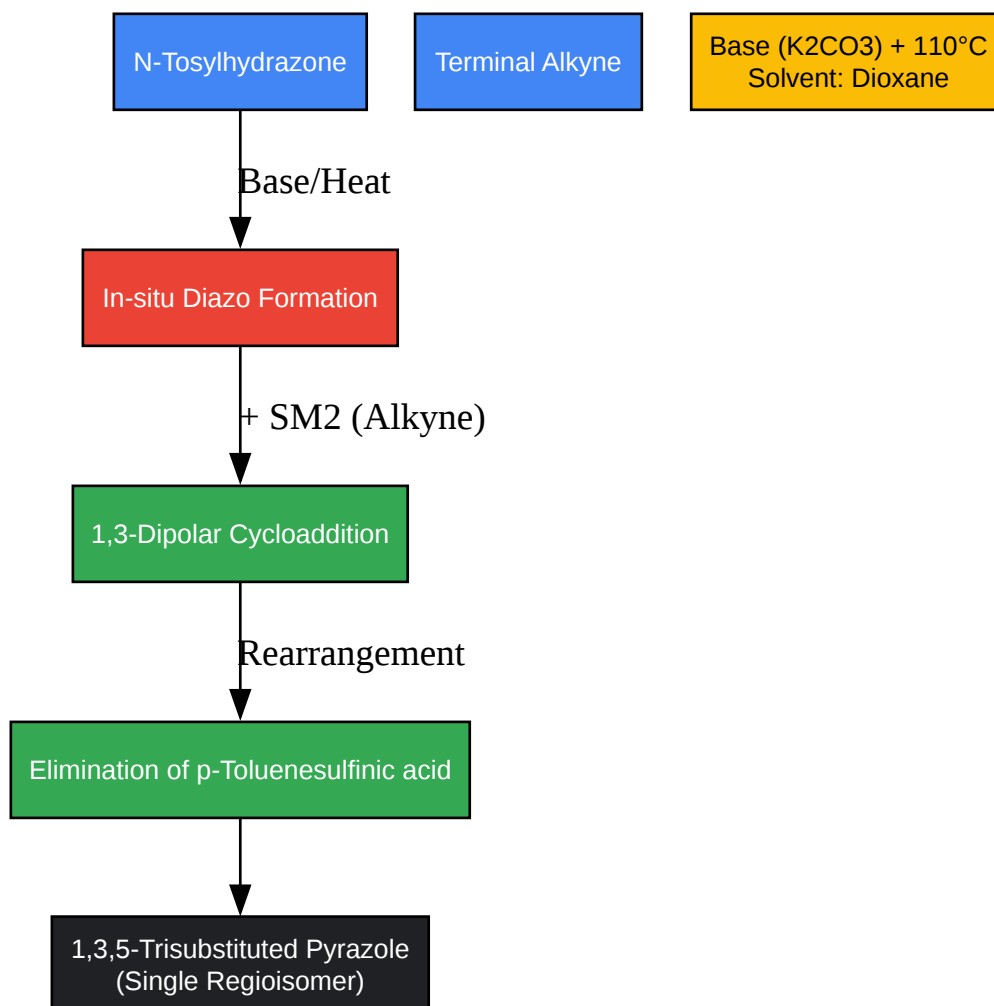 N-Tosylhydrazone
Terminal Alkyne
Base (K2CO3) + 110°C
Solvent: Dioxane
Base/Heat
In-situ Diazo Formation
+ SM2 (Alkyne)
1,3-Dipolar Cycloaddition
Rearrangement
Elimination of p-Toluenesulfinic acid
1,3,5-Trisubstituted Pyrazole
(Single Regioisomer)